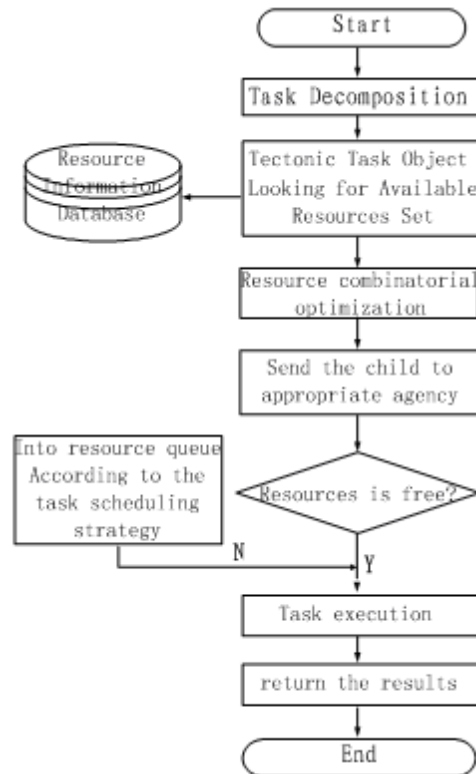 Start
Task Decomposition
Resource
Information
Database
Tectonic Task Object
Looking for Available
Resources Set
Resource combinatorial
optimization
Send the child to
appropriate agency
Into resource queue
According to the
task scheduling
strategy
Resources is free?
N
Y
Task execution
return the results
End